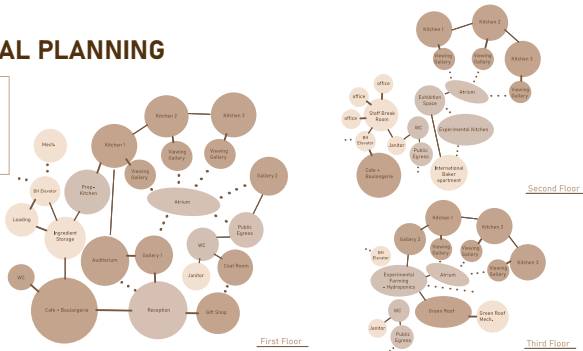 AL PLANNING
Kitchen 2
Kitchen 3
Kitchen 1
Mech.
Viewing
Gallery
Viewing
Gallery
Viewing
Gallery
Gallery 2
BH Elevator
Prep-
Kitchen
Atrium
Loading
Ingredient
Storage
Public
Egress
WC
Auditorium
Gallery 1
Janitor
Coat Room
WC
Cafe + Boulangerie
Reception
Gift Shop
First Floor
Kitchen 1
Kitchen 2
Kitchen 3
Viewing
Gallery
Viewing
Gallery
Viewing
Gallery
office
office
office
Exhibition
Space
Atrium
Staff Break
Room
WC
Experimental Kitchen
BH
Elevator
Janitor
Public
Egress
Cafe +
Boulangerie
International
Baker
apartment
Second Floor
Kitchen 1
Kitchen 2
Gallery 3
Viewing
Gallery
Viewing
Gallery
Viewing
Gallery
Kitchen 3
BH
Elevator
Experimental
Farming
- Hydroponics
Atrium
WC
Green Roof
Green Roof
Mech.
Janitor
Public
Egress
Third Floor